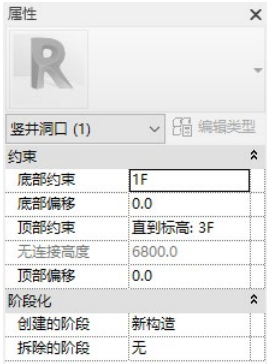 属性
竖井洞口 (1)
编辑类型
约束
底部约束 1F
底部偏移 0.0
顶部约束 直到标高: 3F
无连接高度 6800.0
顶部偏移 0.0
阶段化
创建的阶段 新构造
拆除的阶段 无